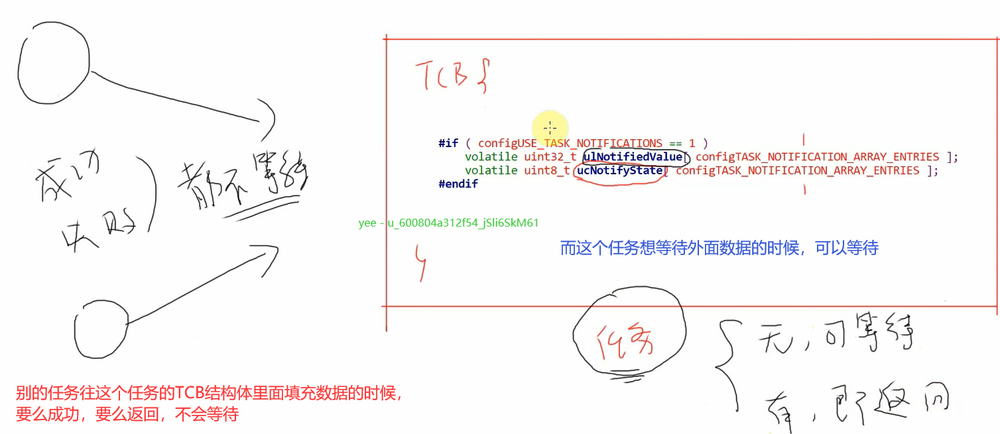 TCB {
#if ( configUSE_TASK_NOTIFICATIONS == 1 )
volatile uint32_t ulNotifiedValue[ configTASK_NOTIFICATION_ARRAY_ENTRIES ];
volatile uint8_t ucNotifyState[ configTASK_NOTIFICATION_ARRAY_ENTRIES ];
#endif
}
成功
失败
都不等待
yee - u_600804a312f54_jSli6SkM61
而这个任务想等待外面数据的时候，可以等待
任务
无，可等待
有，即返回
别的任务往这个任务的TCB结构体里面填充数据的时候，
要么成功，要么返回，不会等待